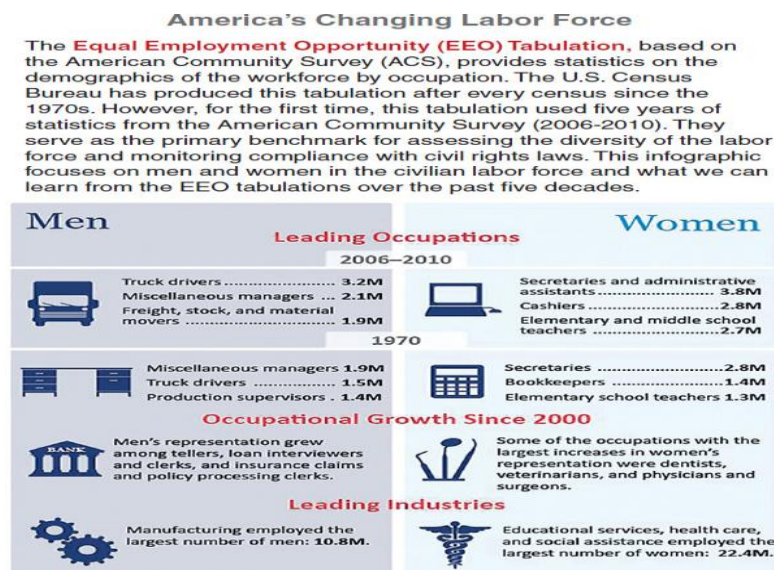 America's Changing Labor Force
The Equal Employment Opportunity (EEO) Tabulation, based on
the American Community Survey (ACS), provides statistics on the
demographics of the workforce by occupation. The U.S. Census
Bureau has produced this tabulation after every census since the
1970s. However, for the first time, this tabulation used five years of
statistics from the American Community Survey (2006-2010). They
serve as the primary benchmark for assessing the diversity of the labor
force and monitoring compliance with civil rights laws. This infographic
focuses on men and women in the civilian labor force and what we can
learn from the EEO tabulations over the past five decades.
Men
Women
Leading Occupations
2006–2010
Truck drivers ..................... 3.2M
Miscellaneous managers ... 2.1M
Freight, stock, and material
movers ............................ 1.9M
Secretaries and administrative
assistants ..................... 3.8M
Cashiers ........................... 2.8M
Elementary and middle school
teachers ........................ 2.7M
1970
Miscellaneous managers 1.9M
Truck drivers ................ 1.5M
Production supervisors . 1.4M
Secretaries ........................2.8M
Bookkeepers .....................1.4M
Elementary school teachers 1.3M
Occupational Growth Since 2000
BANK
Men's representation grew
among tellers, loan interviewers
and clerks, and insurance claims
and policy processing clerks.
Some of the occupations with the
largest increases in women's
representation were dentists,
veterinarians, and physicians and
surgeons.
Leading Industries
Manufacturing employed the
largest number of men: 10.8M.
Educational services, health care,
and social assistance employed the
largest number of women: 22.4M.